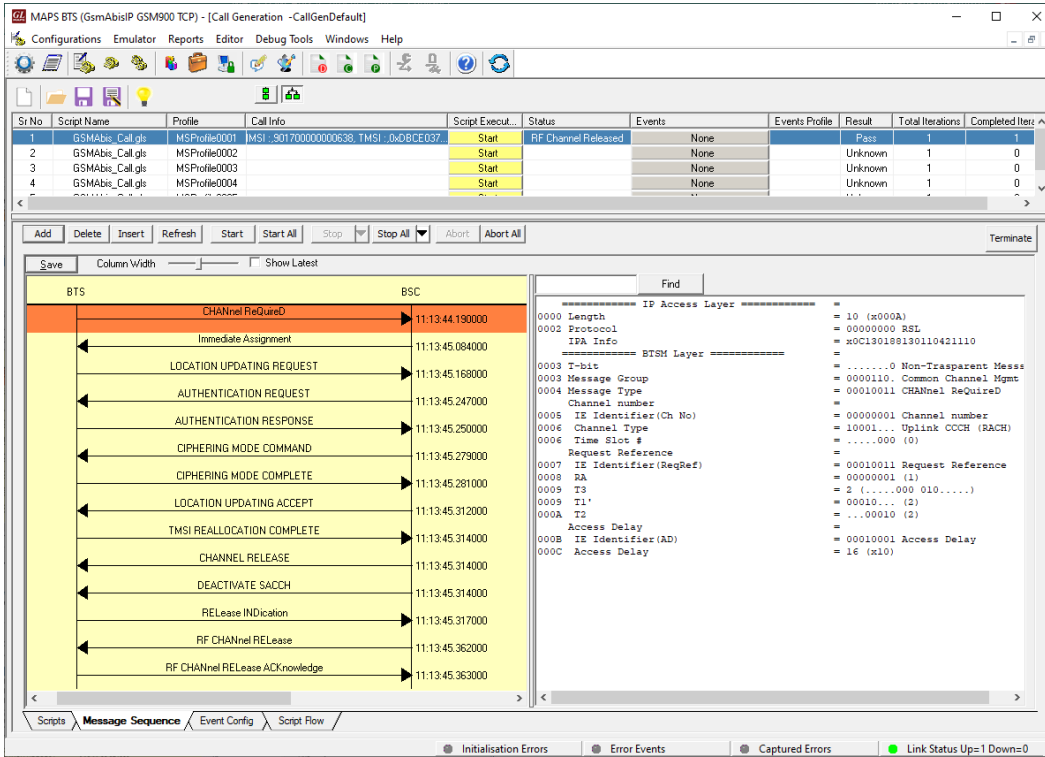 GL MAPS BTS (GsmAbisIP GSM900 TCP) - [Call Generation -CallGenDefault]
Configurations Emulator Reports Editor Debug Tools Windows Help
Sr No Script Name Profile Call Info Script Execut... Status Events Events Profile Result Total Iterations Completed Itera
1 GSMAbis_Call.gls MSProfile0001 IMSI :,901700000000638, TMSI :,0xDBCE037... Start RF Channel Released None Pass 1 1
2 GSMAbis_Call.gls MSProfile0002 Start None Unknown 1 0
3 GSMAbis_Call.gls MSProfile0003 Start None Unknown 1 0
4 GSMAbis_Call.gls MSProfile0004 Start None Unknown 1 0
Add Delete Insert Refresh Start Start All Stop Stop All Abort Abort All Terminate
Save Column Width Show Latest
Find
BTS BSC
CHANnel ReQuireD 11:13:44.190000
Immediate Assignment 11:13:45.084000
LOCATION UPDATING REQUEST 11:13:45.168000
AUTHENTICATION REQUEST 11:13:45.247000
AUTHENTICATION RESPONSE 11:13:45.250000
CIPHERING MODE COMMAND 11:13:45.279000
CIPHERING MODE COMPLETE 11:13:45.281000
LOCATION UPDATING ACCEPT 11:13:45.312000
TMSI REALLOCATION COMPLETE 11:13:45.314000
CHANNEL RELEASE 11:13:45.314000
DEACTIVATE SACCH 11:13:45.314000
RELease INDication 11:13:45.317000
RF CHANnel RELease 11:13:45.362000
RF CHANnel RELease ACKnowledge 11:13:45.363000
============ IP Access Layer ============ =
0000 Length = 10 (x000A)
0002 Protocol = 00000000 RSL
IPA Info = x0C130188130110421110
============ BTSM Layer ============ =
0003 T-bit = .......0 Non-Trasparent Messs
0003 Message Group = 0000110. Common Channel Mgmt
0004 Message Type = 00010011 CHANnel ReQuireD
Channel number =
0005 IE Identifier(Ch No) = 00000001 Channel number
0006 Channel Type = 10001... Uplink CCCH (RACH)
0006 Time Slot # = .....000 (0)
Request Reference =
0007 IE Identifier(ReqRef) = 00010011 Request Reference
0008 RA = 00000001 (1)
0009 T3 = 2 (.....000 010.....)
0009 T1' = 00010... (2)
000A T2 = ...00010 (2)
Access Delay =
000B IE Identifier(AD) = 00010001 Access Delay
000C Access Delay = 16 (x10)
Scripts Message Sequence Event Config Script Flow
Initialisation Errors Error Events Captured Errors Link Status Up=1 Down=0